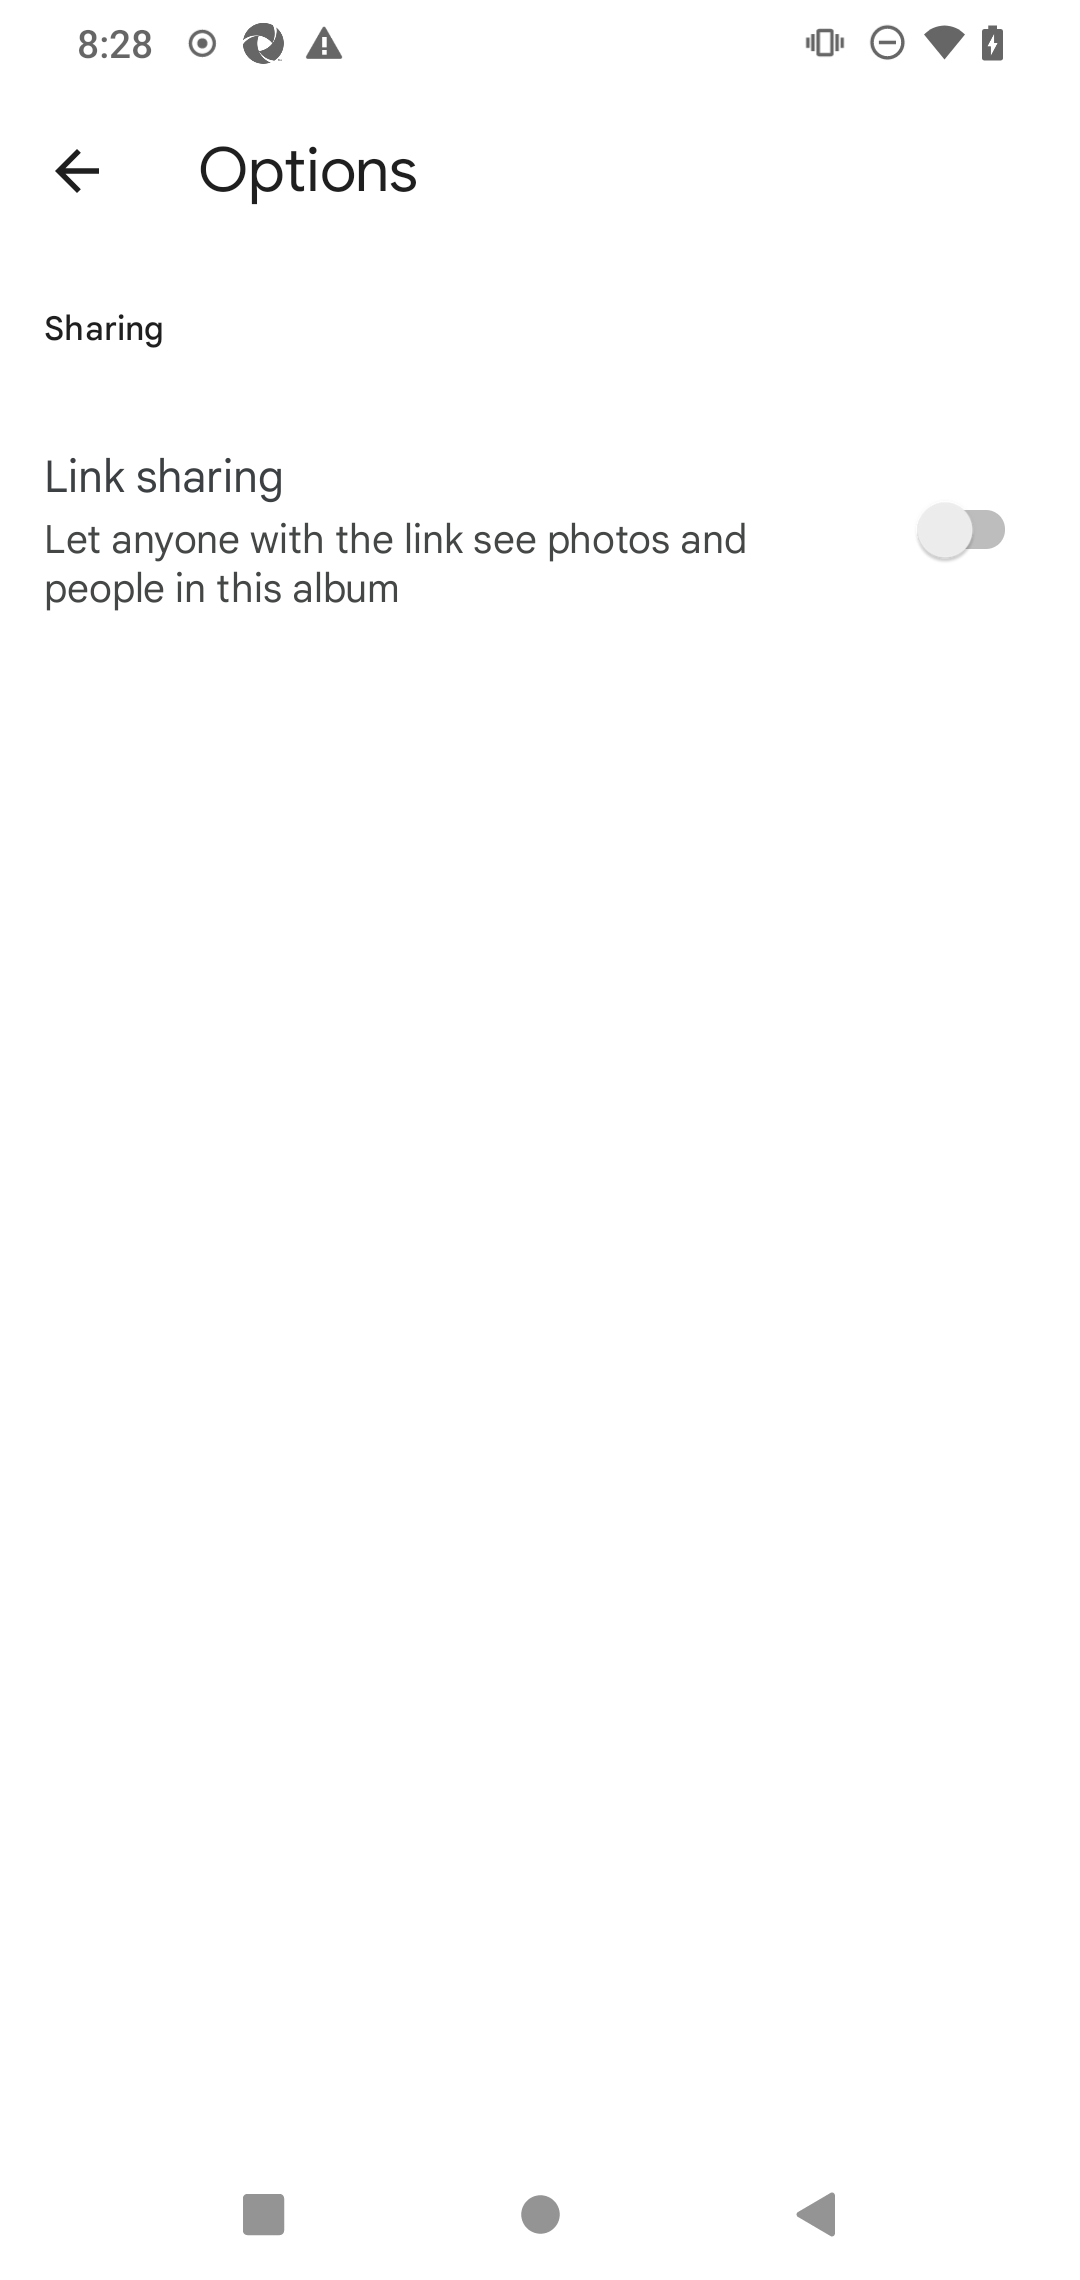 8:28
Options
Sharing
Link sharing
Let anyone with the link see photos and
people in this album